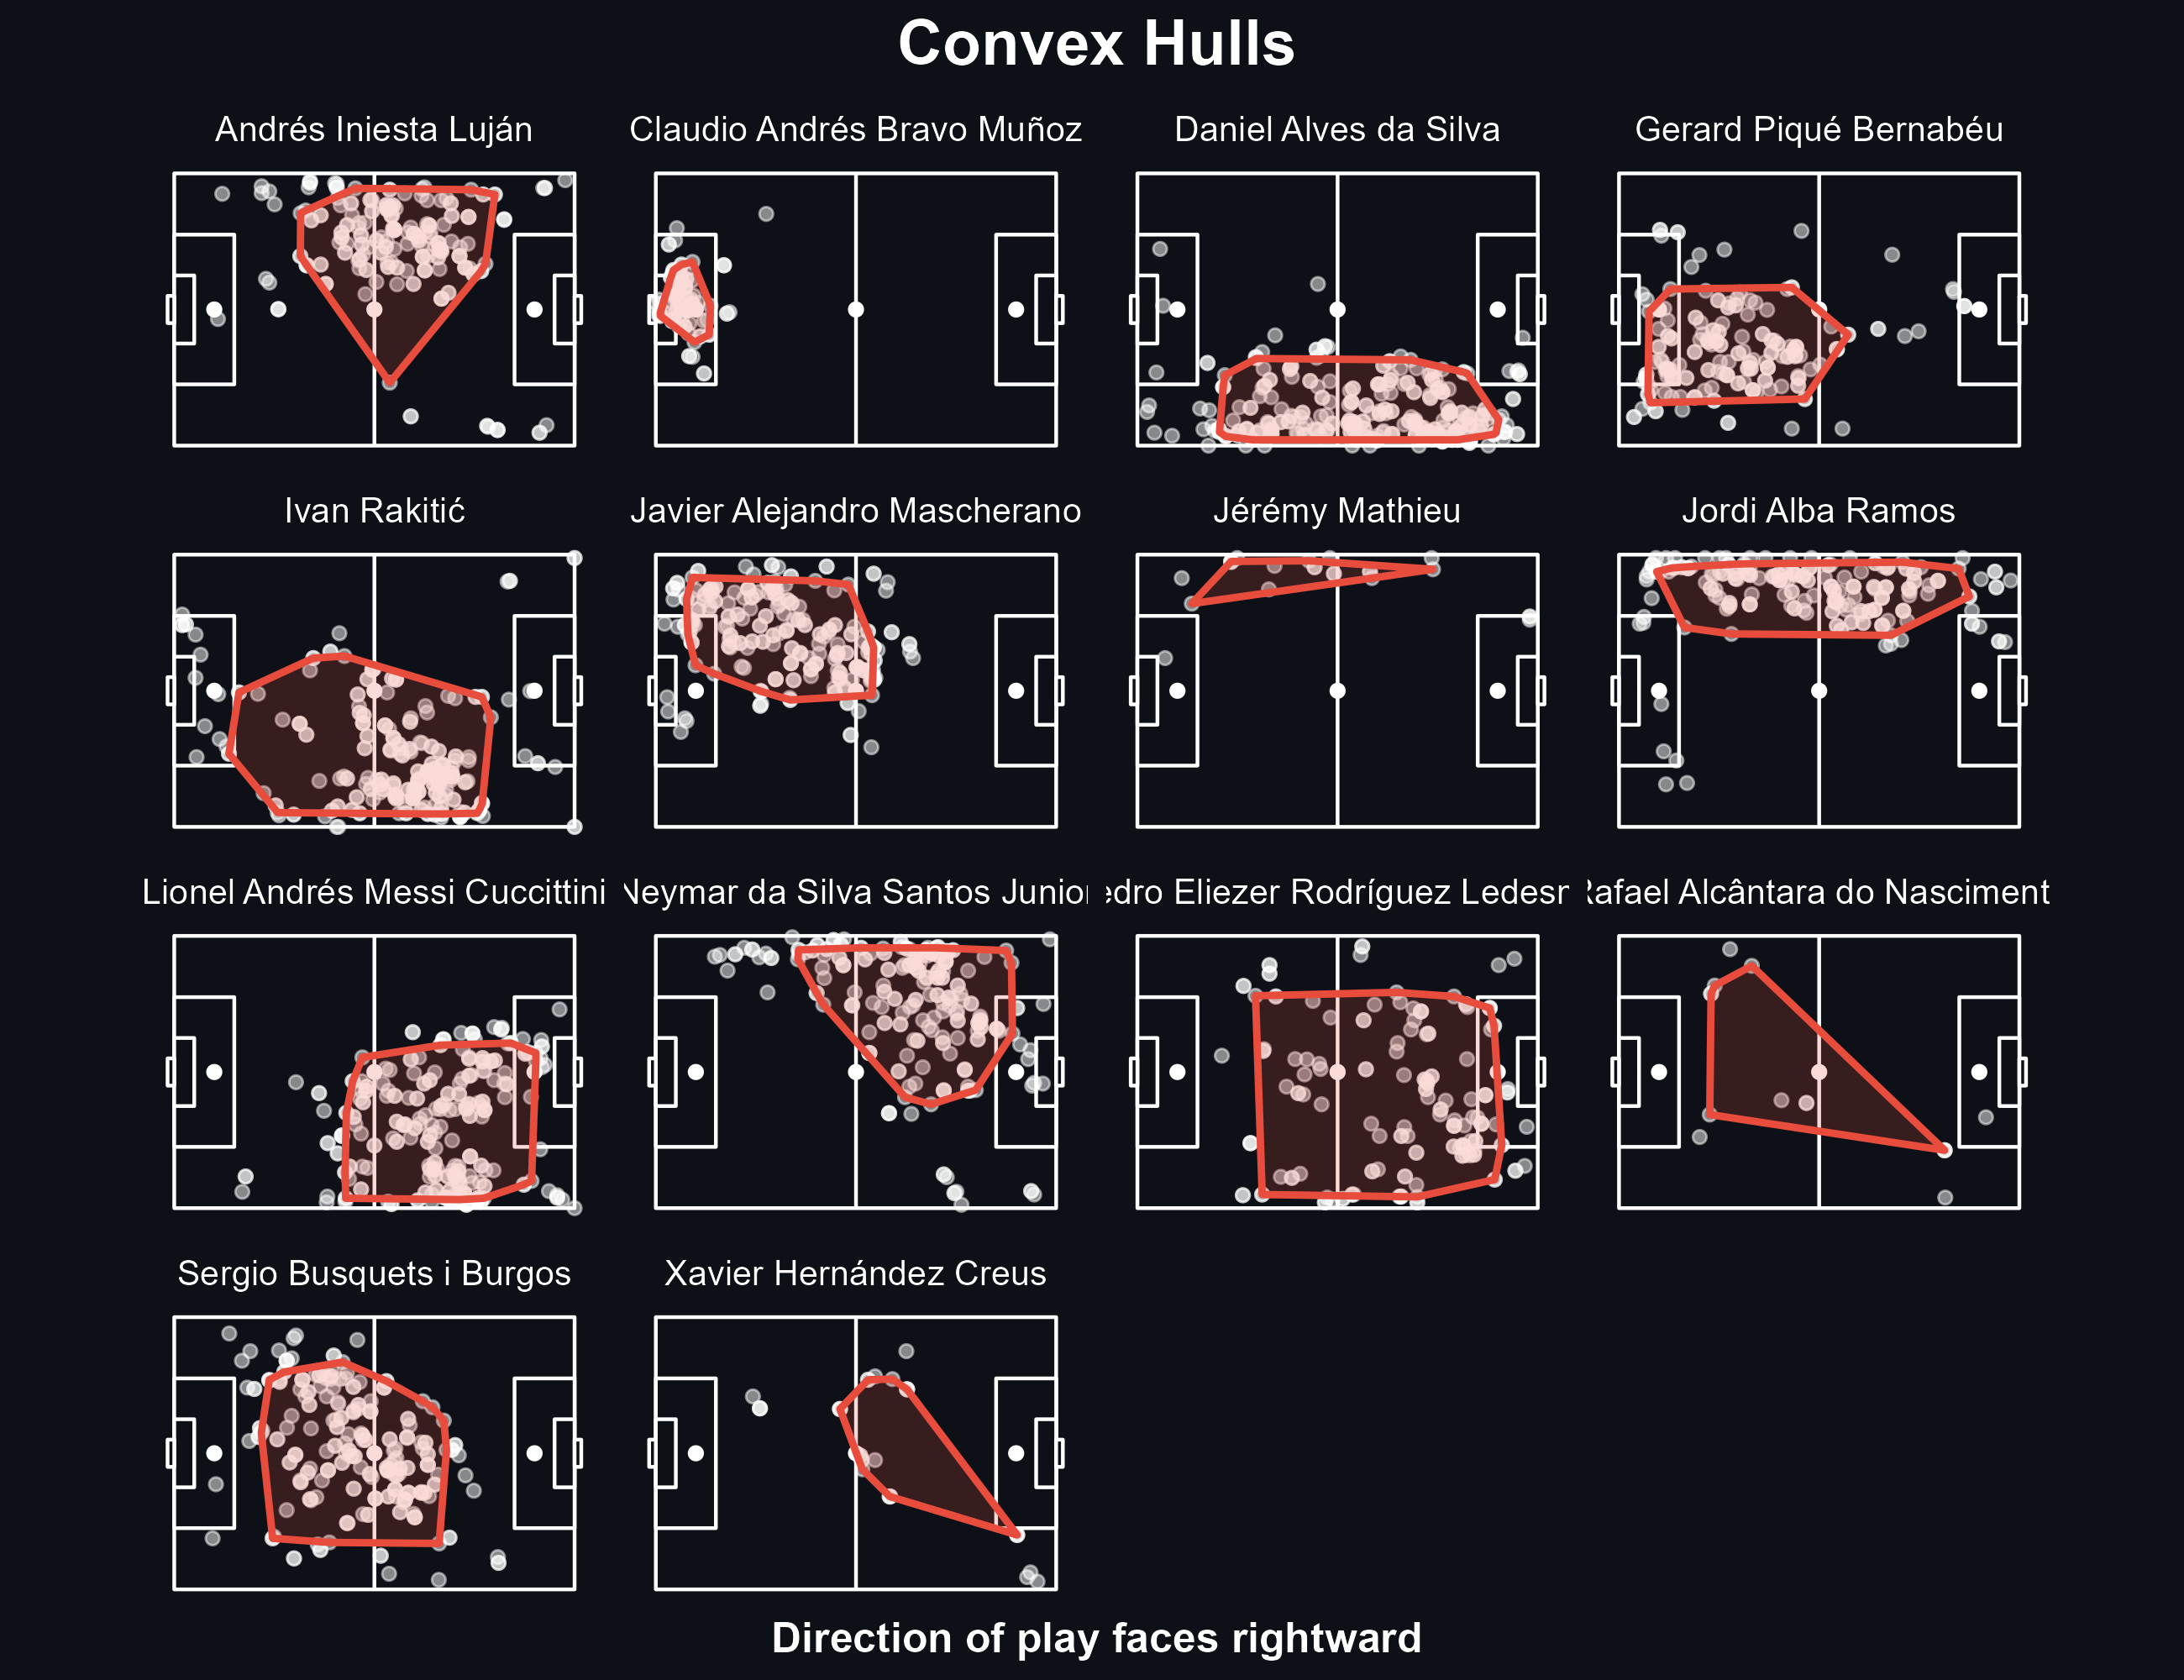 Convex Hulls
Andrés Iniesta Luján
Claudio Andrés Bravo Muñoz
Daniel Alves da Silva
Gerard Piqué Bernabéu
Ivan Rakitić
Javier Alejandro Mascherano
Jérémy Mathieu
Jordi Alba Ramos
Lionel Andrés Messi Cuccittini
Neymar da Silva Santos Junior
edro Eliezer Rodríguez Ledesm
Rafael Alcântara do Nasciment
Sergio Busquets i Burgos
Xavier Hernández Creus
Direction of play faces rightward